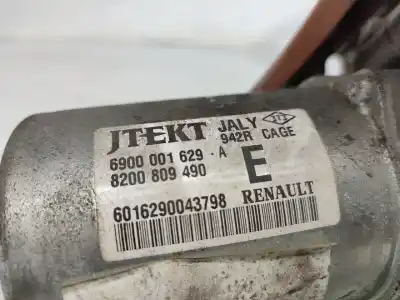 JTEKT JALY
942R CAGE
6900 001 629 - A
8200 809 490 E
6016290043798 RENAULT